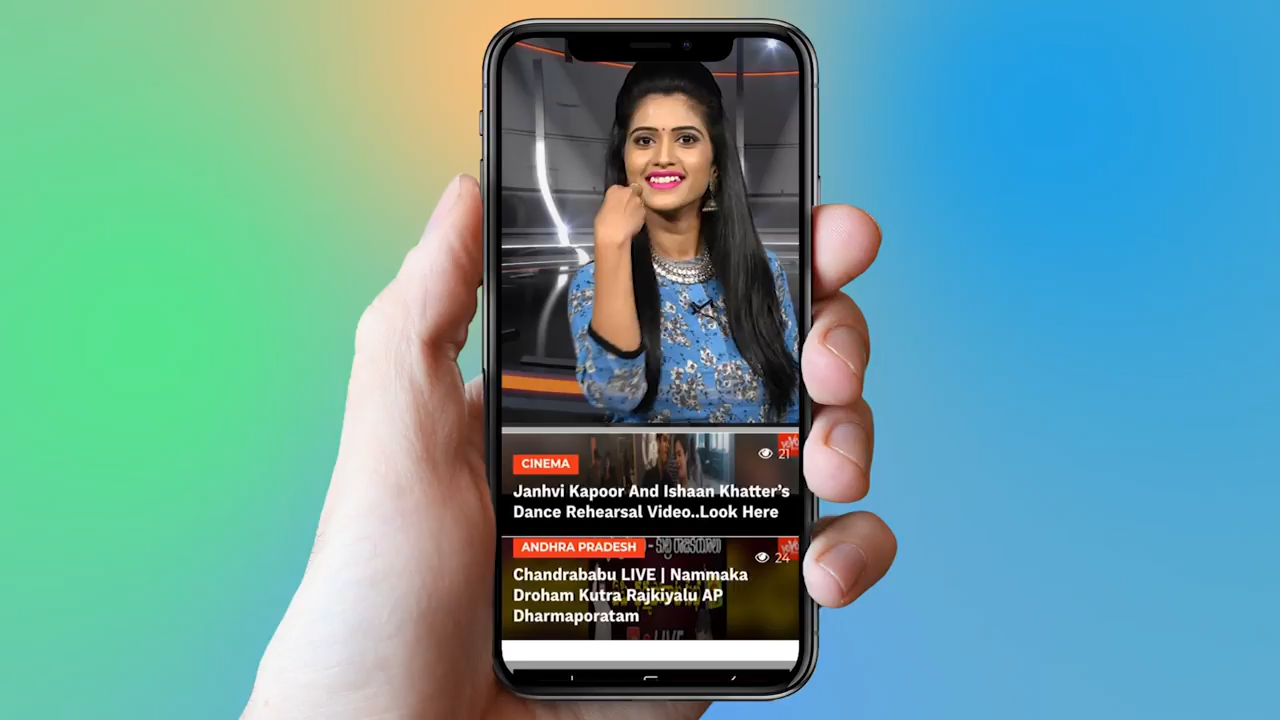 21
CINEMA
Janhvi Kapoor And Ishaan Khatter’s
Dance Rehearsal Video..Look Here
ANDHRA PRADESH
24
Chandrababu LIVE | Nammaka
Droham Kutra Rajkiyalu AP
Dharmaporatam
LIVE